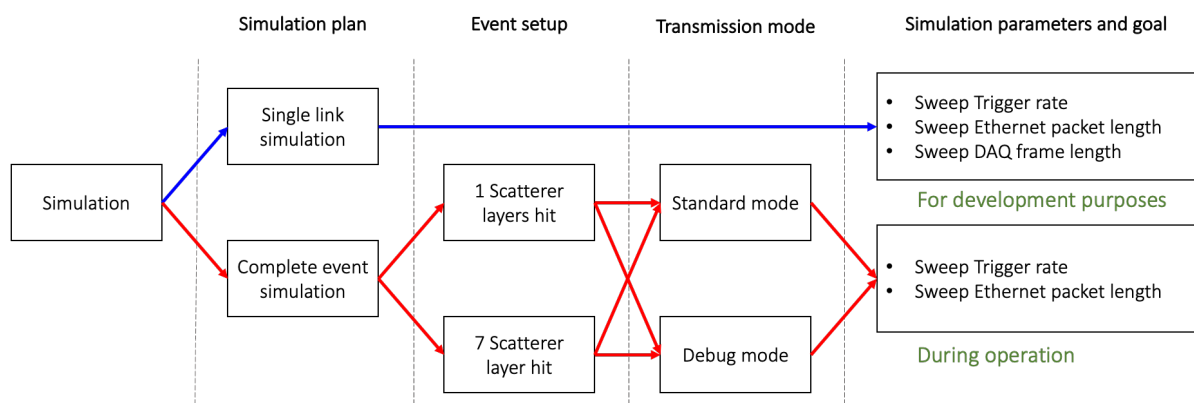 Simulation plan
Event setup
Transmission mode
Simulation parameters and goal
Single link
simulation
• Sweep Trigger rate
• Sweep Ethernet packet length
• Sweep DAQ frame length
Simulation
1 Scatterer
layers hit
Standard mode
For development purposes
Complete event
simulation
• Sweep Trigger rate
• Sweep Ethernet packet length
7 Scatterer
layer hit
Debug mode
During operation